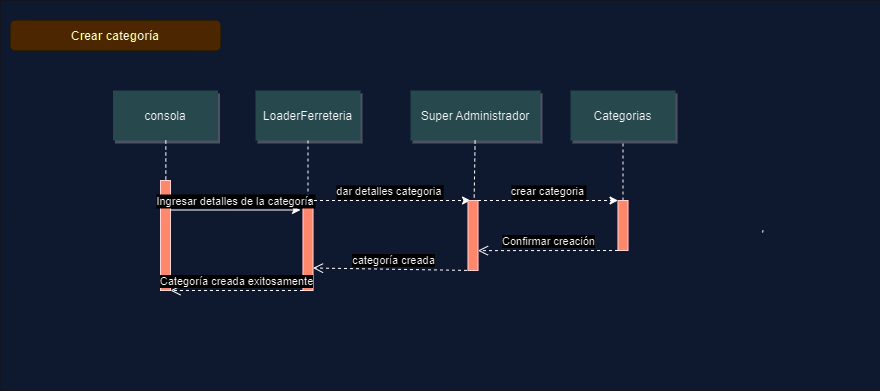 Crear categoría
consola
LoaderFerreteria
Super Administrador
Categorias
Ingresar detalles de la categoría
dar detalles categoria
crear categoria
Confirmar creación
categoría creada
Categoría creada exitosamente